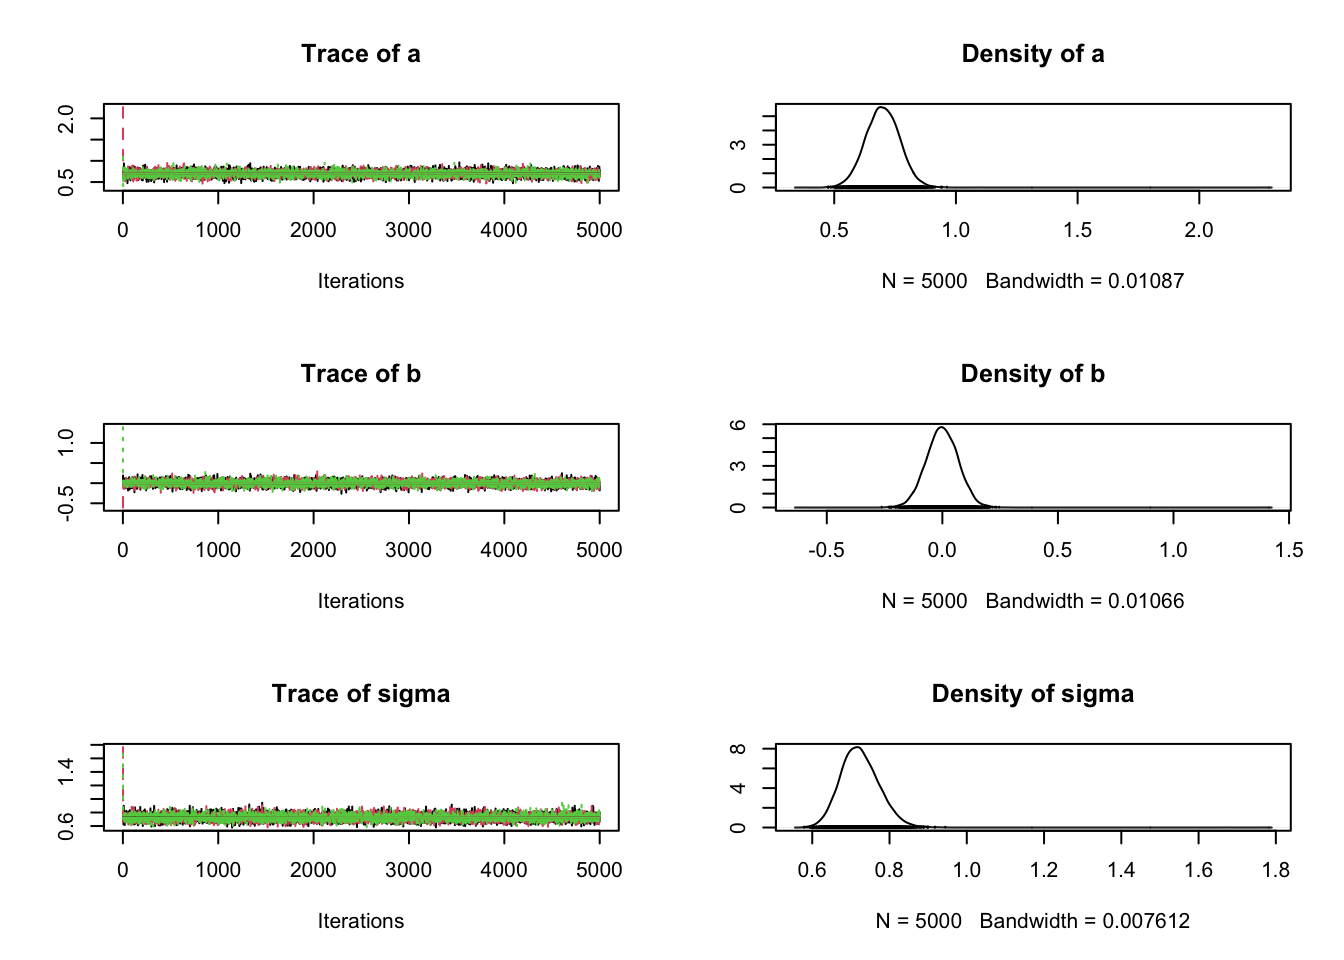 Trace of a
2.0
0.5
0 1000 2000 3000 4000 5000
Iterations
Density of a
3
0
0.5 1.0 1.5 2.0
N = 5000 Bandwidth = 0.01087
Trace of b
1.0
-0.5
0 1000 2000 3000 4000 5000
Iterations
Density of b
6
3
0
-0.5 0.0 0.5 1.0 1.5
N = 5000 Bandwidth = 0.01066
Trace of sigma
1.4
0.6
0 1000 2000 3000 4000 5000
Iterations
Density of sigma
8
4
0
0.6 0.8 1.0 1.2 1.4 1.6 1.8
N = 5000 Bandwidth = 0.007612